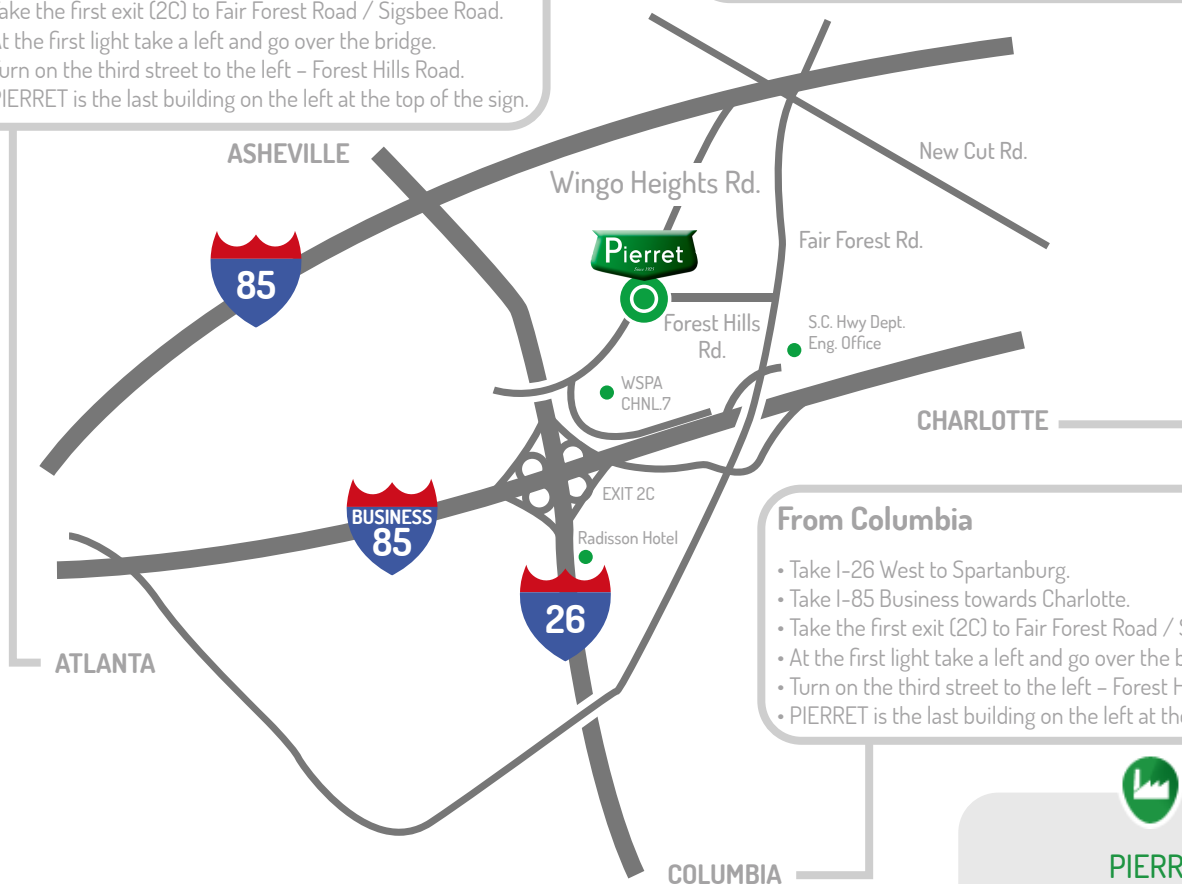 ake the first exit (2C) to Fair Forest Road / Sigsbee Road.
t the first light take a left and go over the bridge.
urn on the third street to the left – Forest Hills Road.
PIERRET is the last building on the left at the top of the sign.
ASHEVILLE
New Cut Rd.
Wingo Heights Rd.
Fair Forest Rd.
Pierret
Since 1821
85
Forest Hills
Rd.
S.C. Hwy Dept.
Eng. Office
WSPA
CHNL.7
CHARLOTTE
EXIT 2C
BUSINESS
85
Radisson Hotel
26
ATLANTA
From Columbia
• Take I-26 West to Spartanburg.
• Take I-85 Business towards Charlotte.
• Take the first exit (2C) to Fair Forest Road / S
• At the first light take a left and go over the b
• Turn on the third street to the left – Forest H
• PIERRET is the last building on the left at the
COLUMBIA
PIERR